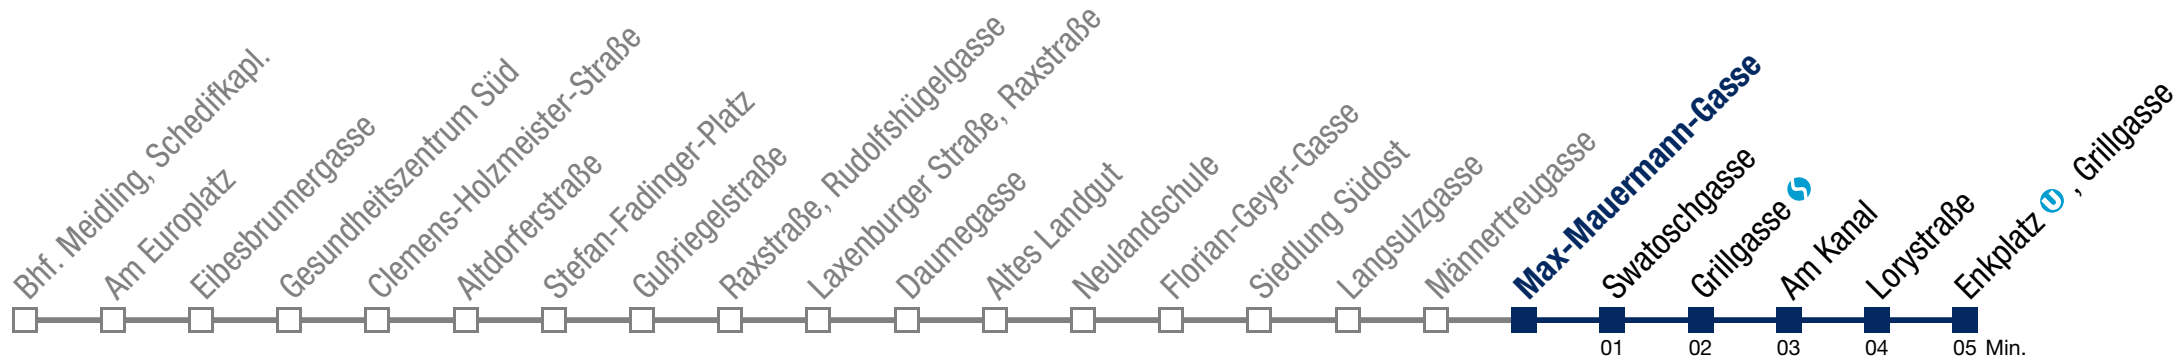 Bhf. Meidling, Schedifkapl.
Am Europlatz
Eibesbrunnergasse
Gesundheitszentrum Süd
Clemens-Holzmeister-Straße
Altdorferstraße
Stefan-Fadinger-Platz
Gußriegelstraße
Raxstraße, Rudolfshügelgasse
Laxenburger Straße, Raxstraße
Daumegasse
Altes Landgut
Neulandschule
Florian-Geyer-Gasse
Siedlung Südost
Langsulzgasse
Männertreugasse
Max-Mauermann-Gasse
Swatoschgasse
Grillgasse S
Am Kanal
Lorystraße
Enkplatz U , Grillgasse
01 02 03 04 05 Min.